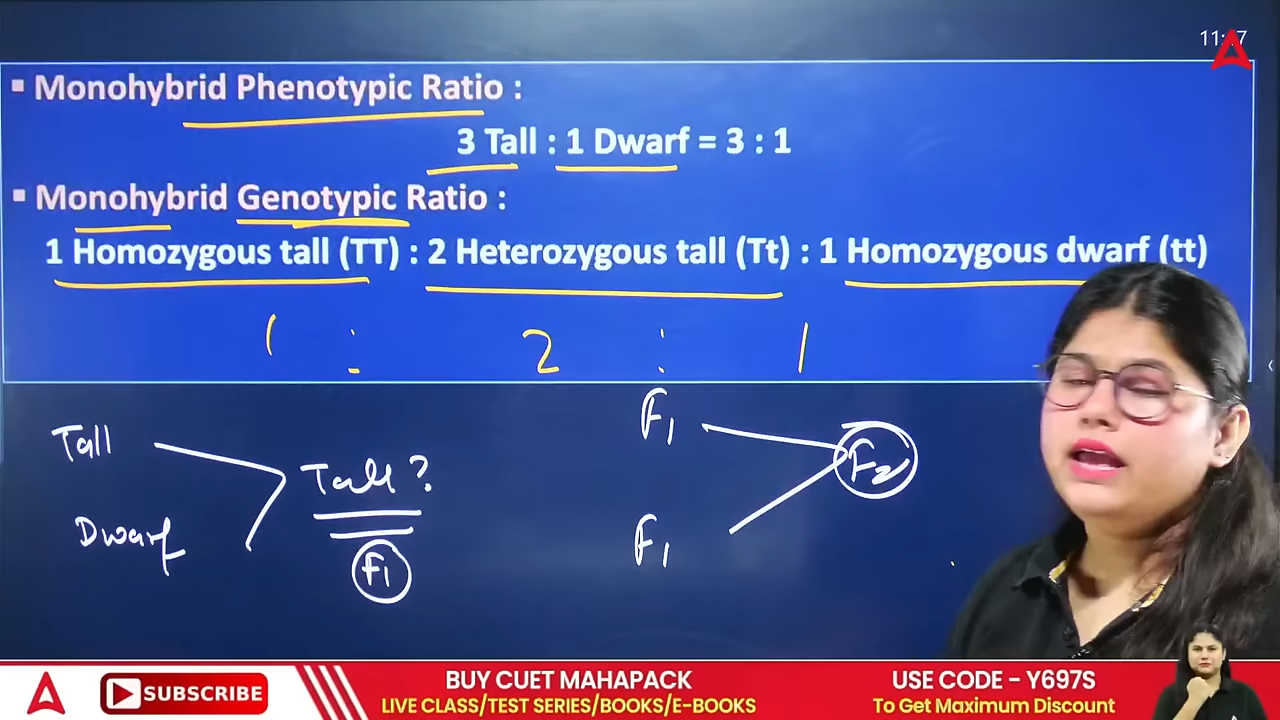 ▪ Monohybrid Phenotypic Ratio :
3 Tall : 1 Dwarf = 3 : 1
▪ Monohybrid Genotypic Ratio :
1 Homozygous tall (TT) : 2 Heterozygous tall (Tt) : 1 Homozygous dwarf (tt)
1 : 2 : 1
Tall
Dwarf
Tall ?
F1
F1
F1
F2
SUBSCRIBE
BUY CUET MAHAPACK
LIVE CLASS/TEST SERIES/BOOKS/E-BOOKS
USE CODE - Y697S
To Get Maximum Discount